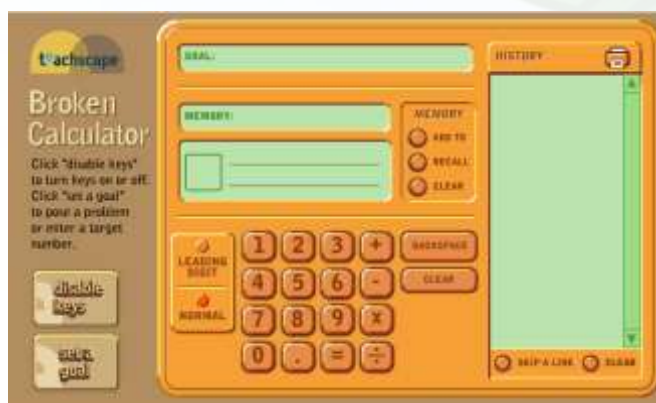 teachscape
Broken
Calculator
Click "disable keys"
to turn keys on or off.
Click "set a goal"
to pose a problem
or enter a target
number.
disable
keys
set a
goal
GOAL:
MEMORY:
MEMORY
ADD TO
RECALL
CLEAR
LEADING
DIGIT
NORMAL
1 2 3 +
4 5 6 -
7 8 9 x
0 . = ÷
BACKSPACE
CLEAR
HISTORY
SKIP A LINE CLEAR